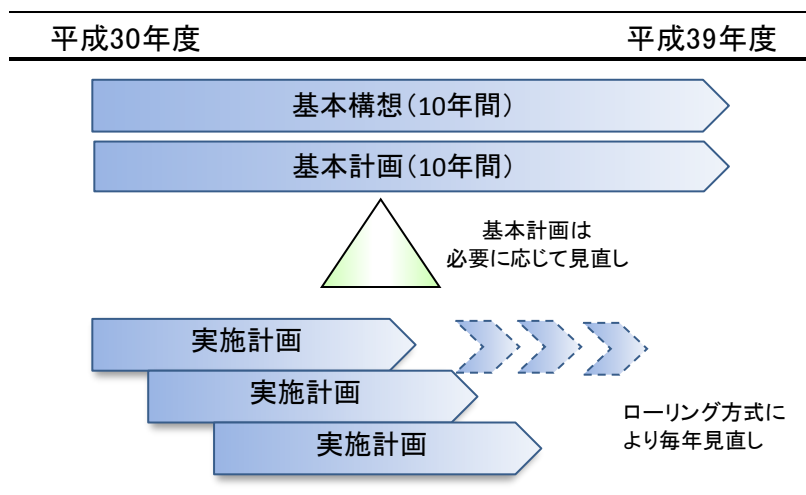 平成30年度 平成39年度
基本構想(10年間)
基本計画(10年間)
基本計画は
必要に応じて見直し
実施計画
実施計画
実施計画
ローリング方式に
より毎年見直し